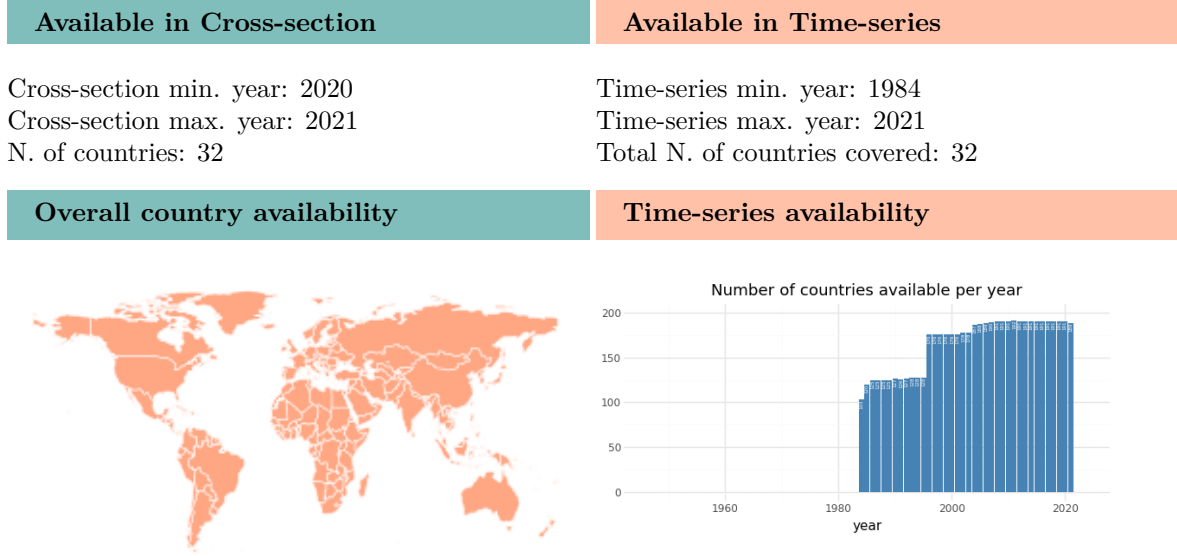 Available in Cross-section
Available in Time-series
Cross-section min. year: 2020
Cross-section max. year: 2021
N. of countries: 32
Time-series min. year: 1984
Time-series max. year: 2021
Total N. of countries covered: 32
Overall country availability
Time-series availability
Number of countries available per year
200
150
100
50
0
1960 1980 2000 2020
year